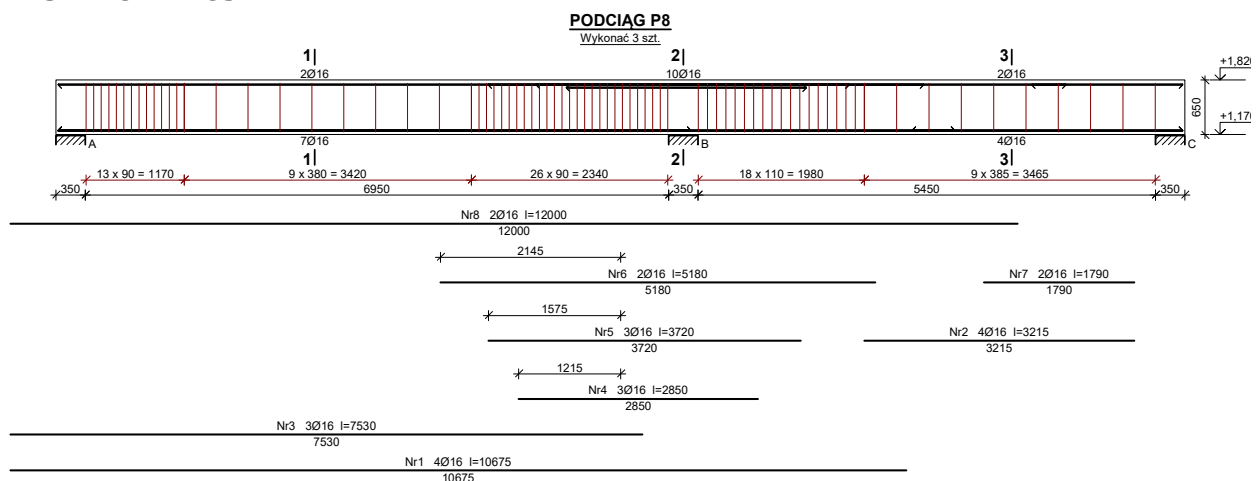 PODCIĄG P8
Wykonać 3 szt.
1 2 3
2Ø16 10Ø16 2Ø16
+1,820
650
+1,170
A B C
7Ø16 4Ø16
1 2 3
13 x 90 = 1170 9 x 380 = 3420 26 x 90 = 2340 18 x 110 = 1980 9 x 385 = 3465
350 6950 350 5450 350
Nr8 2Ø16 l=12000
12000
2145
Nr6 2Ø16 l=5180 Nr7 2Ø16 l=1790
5180 1790
1575
Nr5 3Ø16 l=3720 Nr2 4Ø16 l=3215
3720 3215
1215
Nr4 3Ø16 l=2850
2850
Nr3 3Ø16 l=7530
7530
Nr1 4Ø16 l=10675
10675